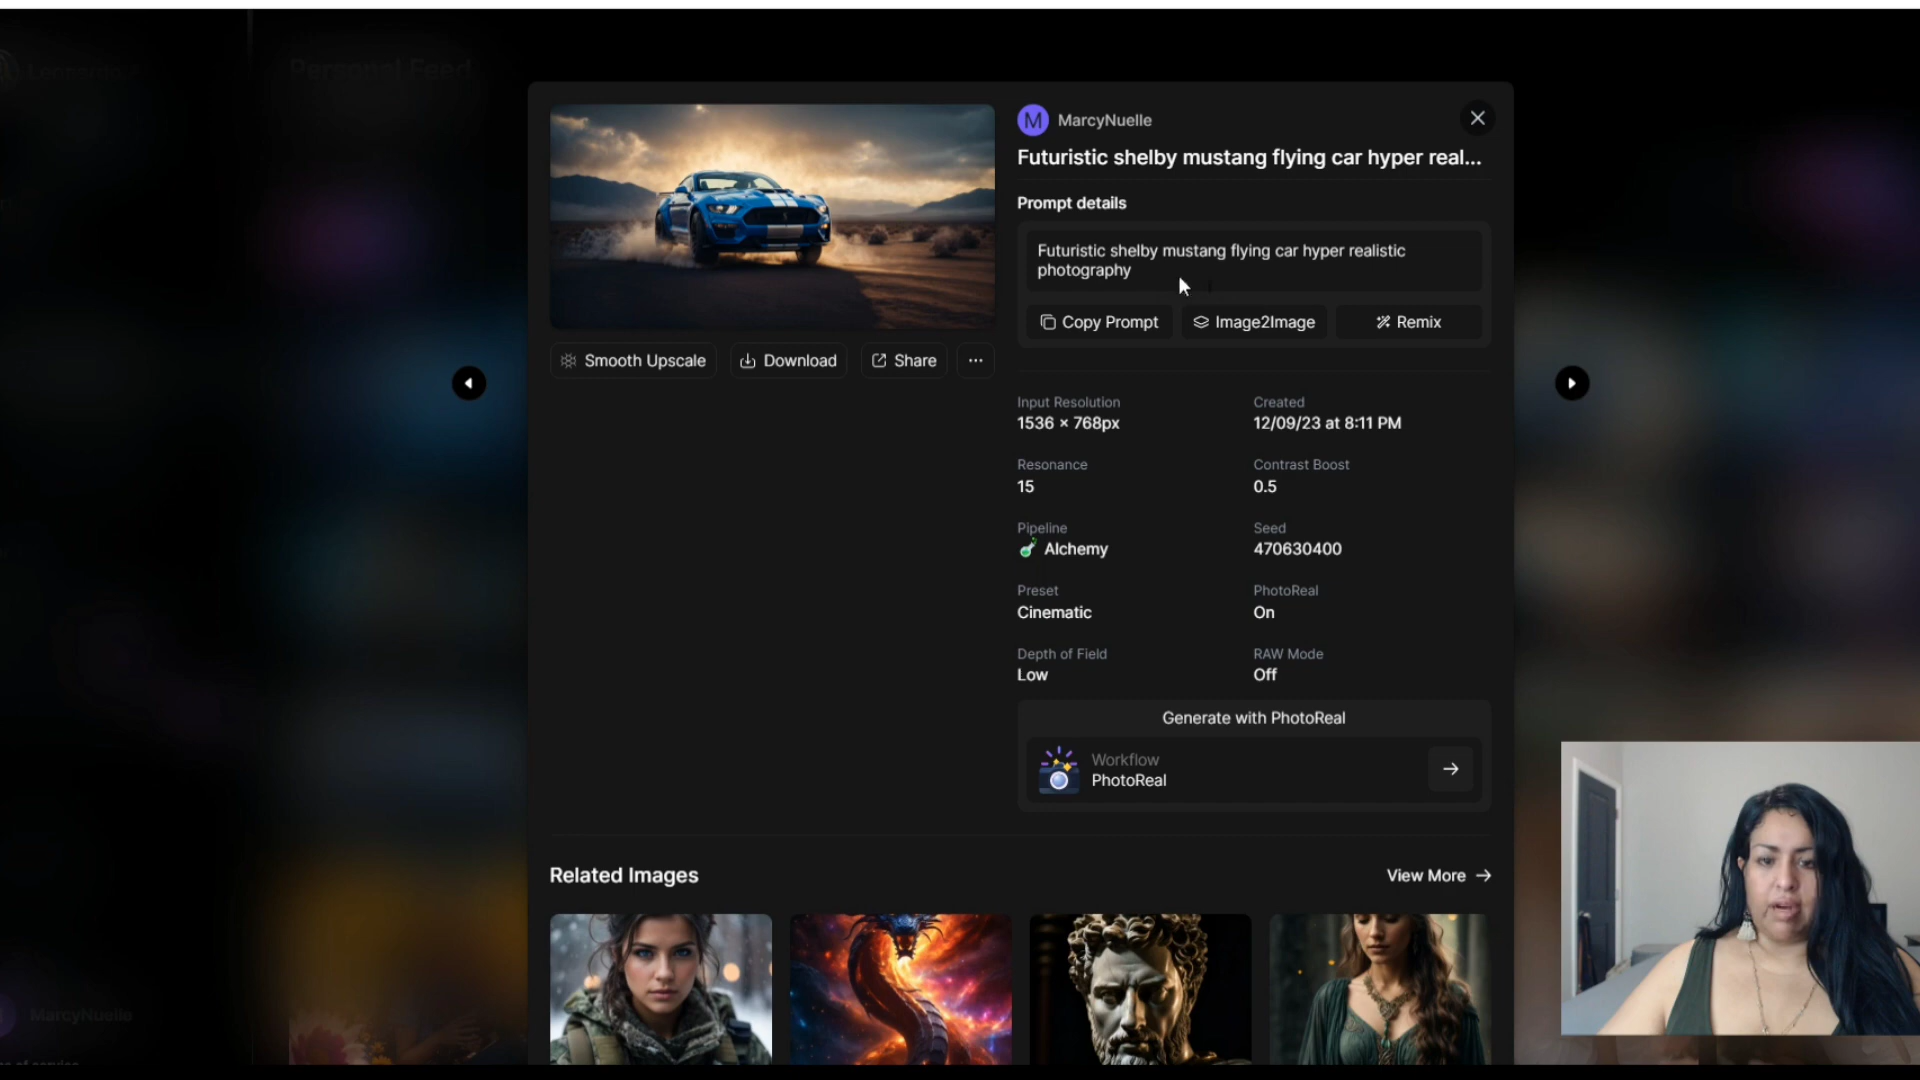 Personal Feed
M MarcyNuelle
Futuristic shelby mustang flying car hyper real...
Prompt details
Futuristic shelby mustang flying car hyper realistic
photography
Copy Prompt
Image2Image
Remix
Smooth Upscale
Download
Share
Input Resolution
1536 × 768px
Created
12/09/23 at 8:11 PM
Resonance
15
Contrast Boost
0.5
Pipeline
Alchemy
Seed
470630400
Preset
Cinematic
PhotoReal
On
Depth of Field
Low
RAW Mode
Off
Generate with PhotoReal
Workflow
PhotoReal
Related Images
View More
MarcyNuelle